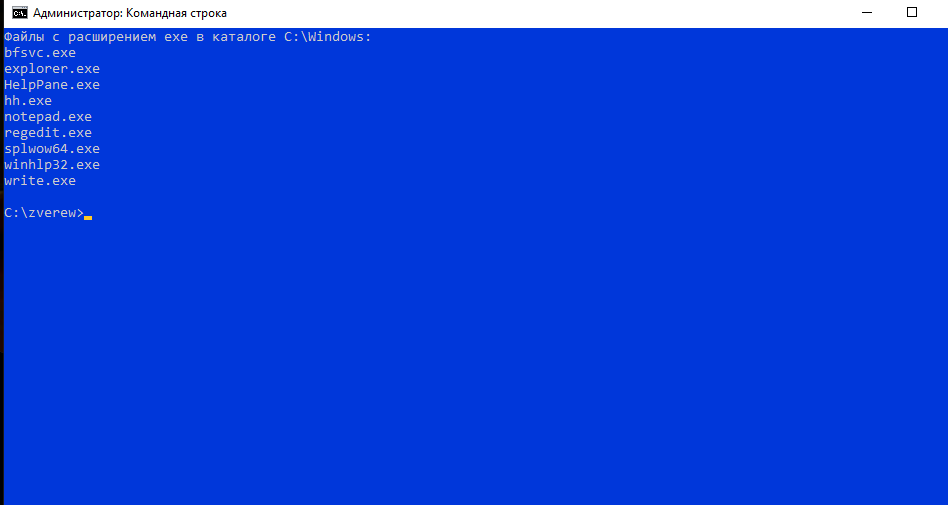 Администратор: Командная строка
Файлы с расширением exe в каталоге C:\Windows:
bfsvc.exe
explorer.exe
HelpPane.exe
hh.exe
notepad.exe
regedit.exe
splwow64.exe
winhlp32.exe
write.exe
C:\zverew>